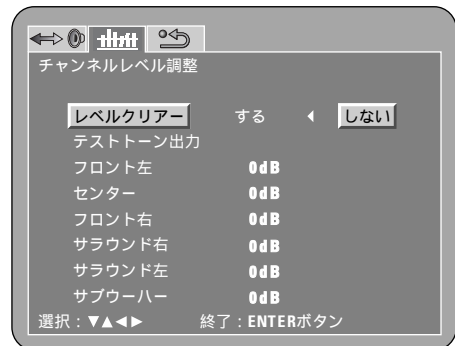 チャンネルレベル調整
レベルクリアー する ◀ しない
テストトーン出力
フロント左 0dB
センター 0dB
フロント右 0dB
サラウンド右 0dB
サラウンド左 0dB
サブウーハー 0dB
選択：▼▲◀▶ 終了：ENTERボタン